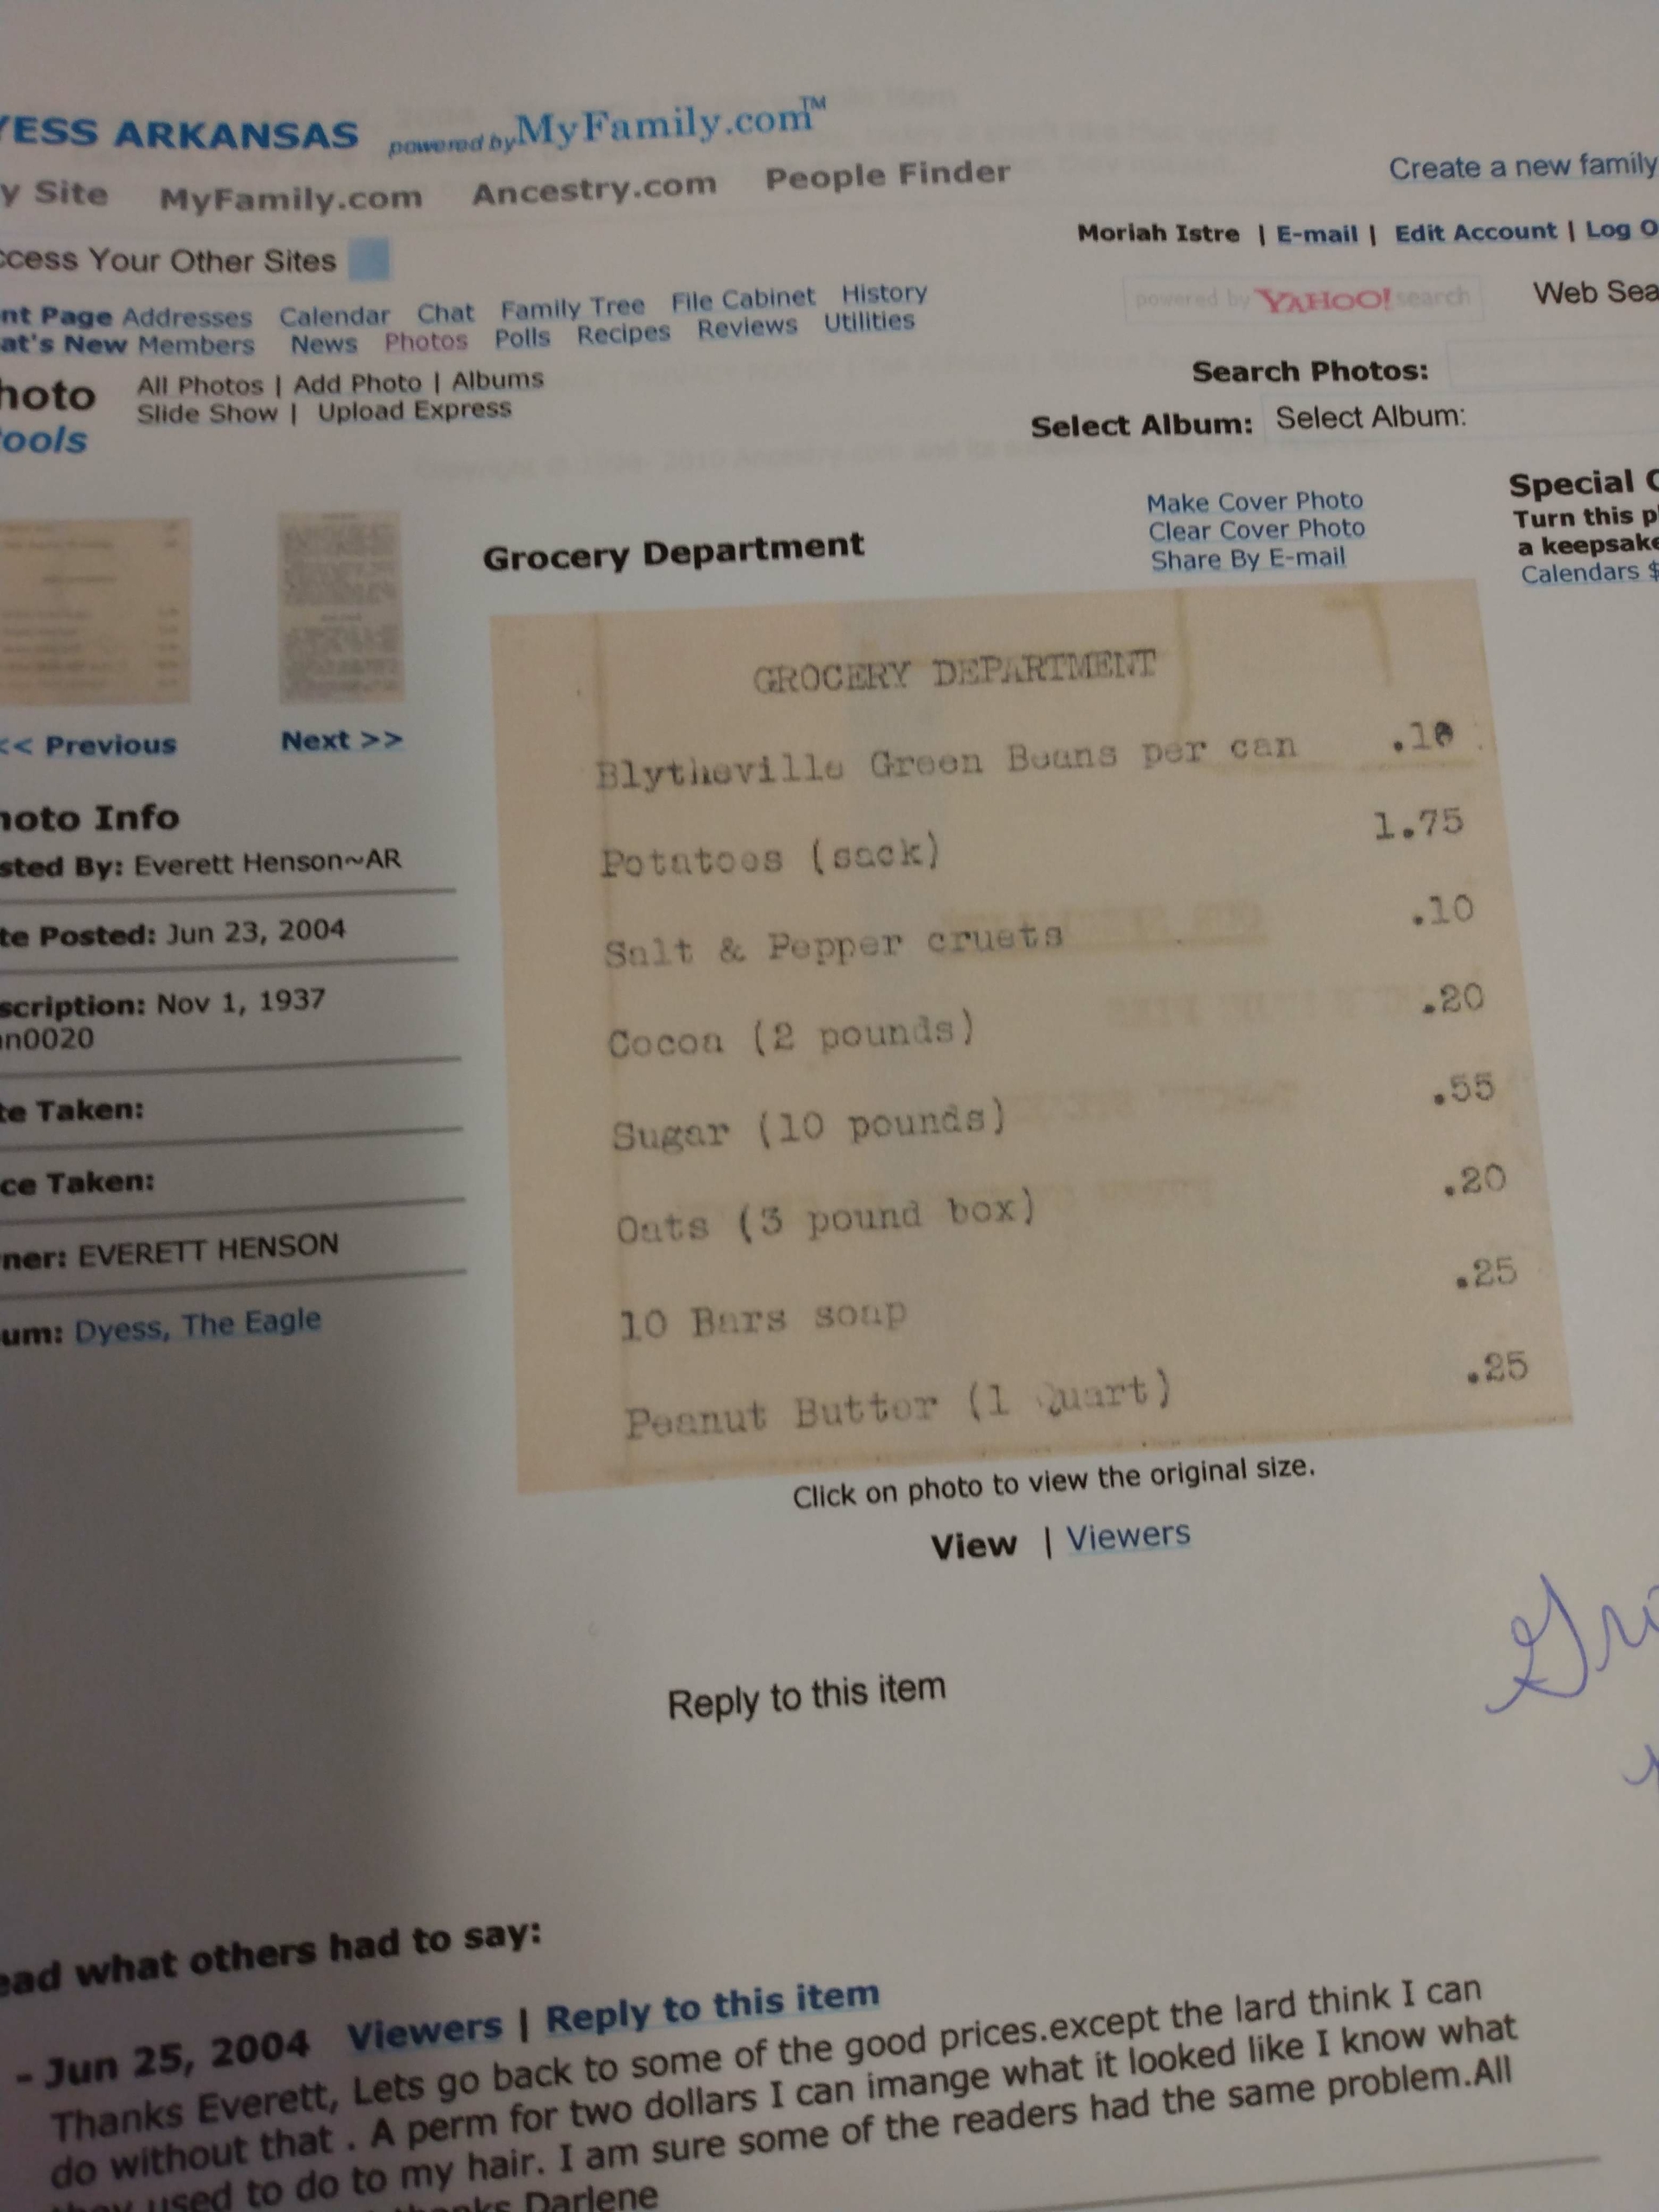 YESS ARKANSAS powered by MyFamily.com™
y Site MyFamily.com Ancestry.com People Finder
Create a new family
Moriah Istre | E-mail | Edit Account | Log O
ccess Your Other Sites
nt Page Addresses Calendar Chat Family Tree File Cabinet History
at's New Members News Photos Polls Recipes Reviews Utilities
powered by YAHOO! search Web Sea
hoto All Photos | Add Photo | Albums
Slide Show | Upload Express
ools
Search Photos:
Select Album: Select Album:
Grocery Department
Make Cover Photo
Clear Cover Photo
Share By E-mail
Special
Turn this p
a keepsake
Calendars $
<< Previous Next >>
hoto Info
sted By: Everett Henson~AR
te Posted: Jun 23, 2004
scription: Nov 1, 1937
n0020
te Taken:
ce Taken:
ner: EVERETT HENSON
um: Dyess, The Eagle
GROCERY DEPARTMENT
Blytheville Green Beans per can .10
Potatoes (sack) 1.75
Salt & Pepper cruets .10
Cocoa (2 pounds) .20
Sugar (10 pounds) .55
Oats (3 pound box) .20
10 Bars soap .25
Peanut Butter (1 Quart) .25
Click on photo to view the original size.
View | Viewers
Reply to this item
ead what others had to say:
- Jun 25, 2004 Viewers | Reply to this item
Thanks Everett, Lets go back to some of the good prices.except the lard think I can
do without that . A perm for two dollars I can imange what it looked like I know what
they used to do to my hair. I am sure some of the readers had the same problem.All
Darlene